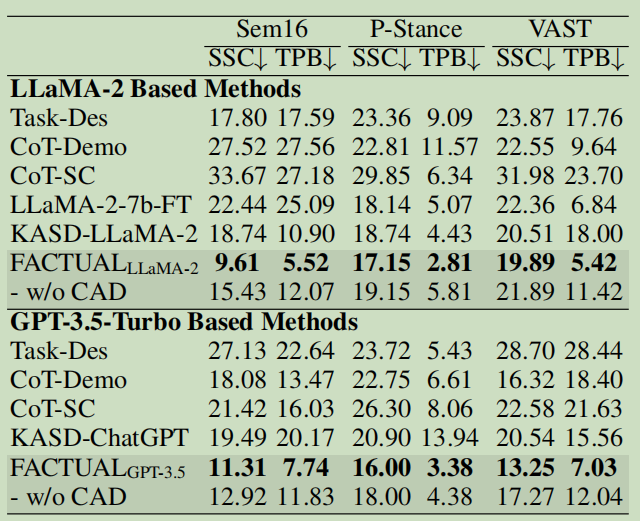 Sem16 P-Stance VAST
SSC↓ TPB↓ SSC↓ TPB↓ SSC↓ TPB↓
LLaMA-2 Based Methods
Task-Des 17.80 17.59 23.36 9.09 23.87 17.76
CoT-Demo 27.52 27.56 22.81 11.57 22.55 9.64
CoT-SC 33.67 27.18 29.85 6.34 31.98 23.70
LLaMA-2-7b-FT 22.44 25.09 18.14 5.07 22.36 6.84
KASD-LLaMA-2 18.74 10.90 18.74 4.43 20.51 18.00
FACTUALLLaMA-2 9.61 5.52 17.15 2.81 19.89 5.42
- w/o CAD 15.43 12.07 19.15 5.81 21.89 11.42
GPT-3.5-Turbo Based Methods
Task-Des 27.13 22.64 23.72 5.43 28.70 28.44
CoT-Demo 18.08 13.47 22.75 6.61 16.32 18.40
CoT-SC 21.42 16.03 26.30 8.06 22.58 21.63
KASD-ChatGPT 19.49 20.17 20.90 13.94 20.54 15.56
FACTUALGPT-3.5 11.31 7.74 16.00 3.38 13.25 7.03
- w/o CAD 12.92 11.83 18.00 4.38 17.27 12.04